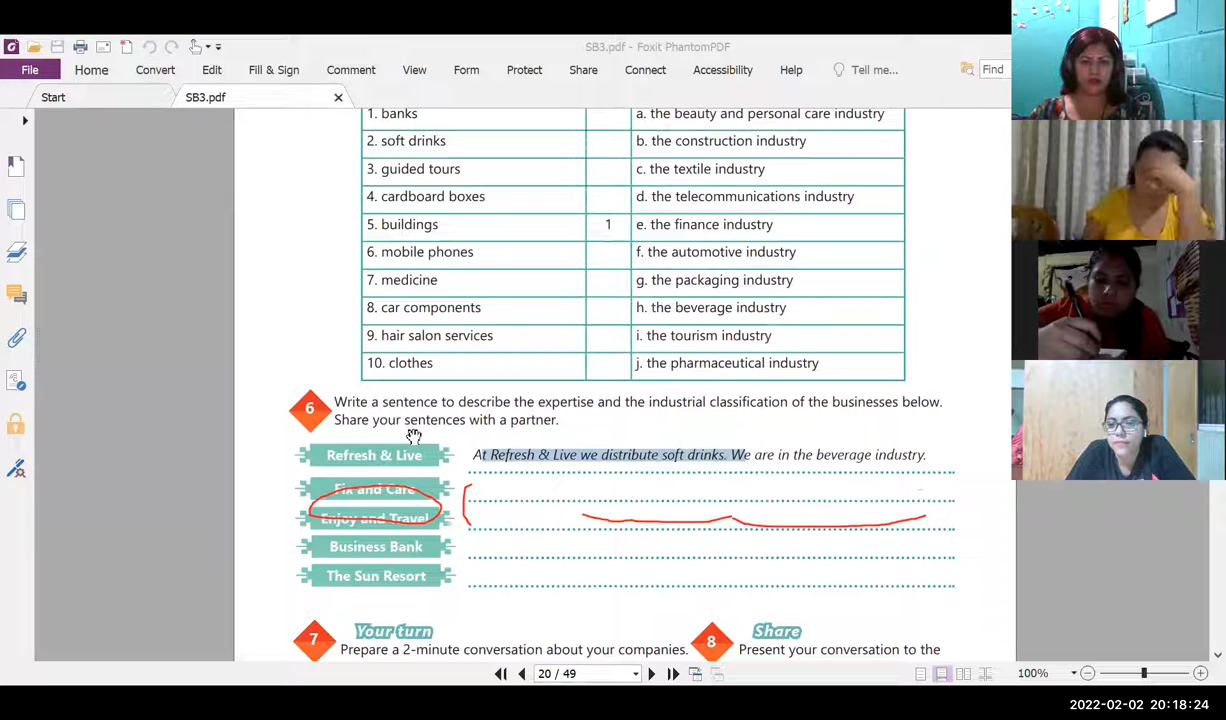 SB3.pdf - Foxit PhantomPDF
File Home Convert Edit Fill & Sign Comment View Form Protect Share Connect Accessibility Help Tell me... Find
Start SB3.pdf
1. banks a. the beauty and personal care industry
2. soft drinks b. the construction industry
3. guided tours c. the textile industry
4. cardboard boxes d. the telecommunications industry
5. buildings 1 e. the finance industry
6. mobile phones f. the automotive industry
7. medicine g. the packaging industry
8. car components h. the beverage industry
9. hair salon services i. the tourism industry
10. clothes j. the pharmaceutical industry
6 Write a sentence to describe the expertise and the industrial classification of the businesses below.
Share your sentences with a partner.
Refresh & Live At Refresh & Live we distribute soft drinks. We are in the beverage industry.
Fix and Care
Enjoy and Travel
Business Bank
The Sun Resort
7 Your turn 8 Share
Prepare a 2-minute conversation about your companies. Present your conversation to the
20 / 49 100%
2022-02-02 20:18:24